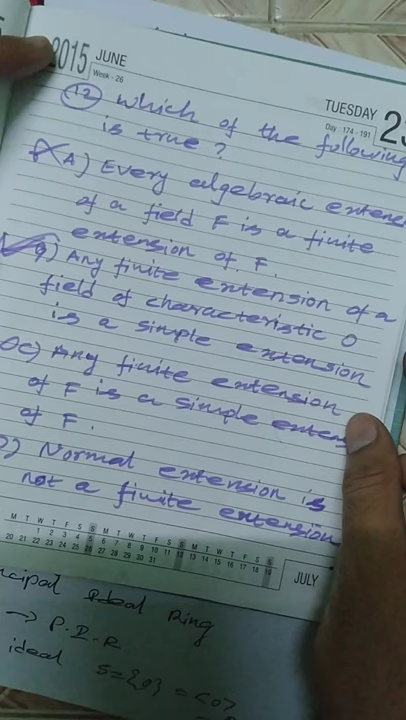 2015 JUNE
Week - 26
TUESDAY 23
Day : 174 - 191
(12) which of the following
is true ?
A) Every algebraic extens
of a field F is a finite
extension of F.
B) Any finite extension of a
field of characteristic 0
is a simple extension
C) Any finite extension
of F is a simple exten
of F.
D) Normal extension is
not a finite extension
M T W T F S S M T W T F S S M T W T F S S
1 2 3 4 5 6 7 8 9 10 11 12 13 14 15 16 17 18 19
20 21 22 23 24 25 26 27 28 29 30 31
JULY
ncipal Ideal Ring
→ P.I.R
ideal S={0} = <0>